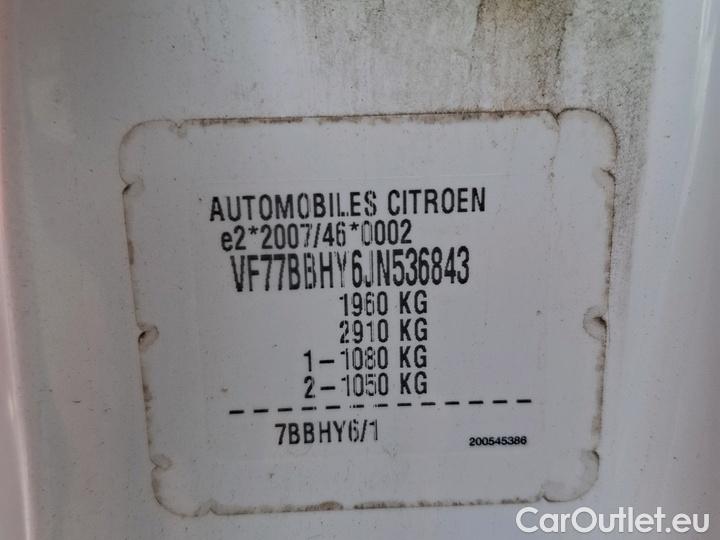 AUTOMOBILES CITROEN
e2*2007/46*0002
VF77BBHY6JN536843
1960 KG
2910 KG
1-1080 KG
2-1050 KG
7BBHY6/1
200545386
CarOutlet.eu